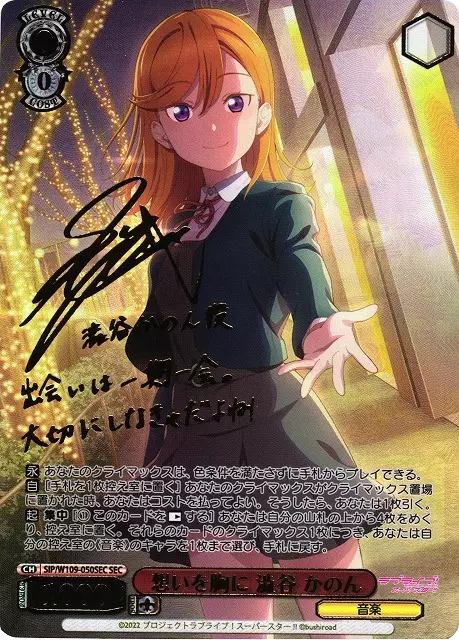 LEVEL
0
COST
澁谷かのん役
出会いは一期一会。
大切にしなきゃだよね!
永 あなたのクライマックスは、色条件を満たさずに手札からプレイできる。
自 [手札を1枚控え室に置く] あなたのクライマックスがクライマックス置場
に置かれた時、あなたはコストを払ってよい。そうしたら、あなたは1枚引く。
起 集中 [① このカードを する] あなたは自分の山札の上から4枚をめく
り、控え室に置く。それらのカードのクライマックス1枚につき、あなたは自
分の控え室の《音楽》のキャラを1枚まで選び、手札に戻す。
CH SIP/W109-050SEC SEC
想いを胸に 澁谷 かのん
ラブライブ!
音楽
©2022 プロジェクトラブライブ!スーパースター!! ©bushiroad